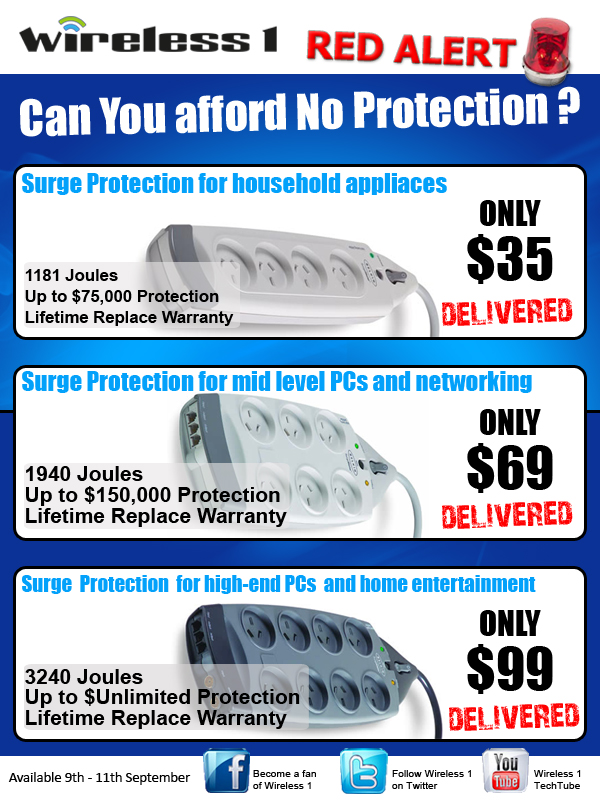 wireless 1
RED ALERT
Can You afford No Protection ?
Surge Protection for household appliaces
ONLY
$35
DELIVERED
1181 Joules
Up to $75,000 Protection
Lifetime Replace Warranty
Surge Protection for mid level PCs and networking
ONLY
$69
DELIVERED
1940 Joules
Up to $150,000 Protection
Lifetime Replace Warranty
Surge Protection for high-end PCs and home entertainment
ONLY
$99
DELIVERED
3240 Joules
Up to $Unlimited Protection
Lifetime Replace Warranty
Available 9th - 11th September
f
Become a fan
of Wireless 1
t
Follow Wireless 1
on Twitter
You
Tube
Wireless 1
TechTube